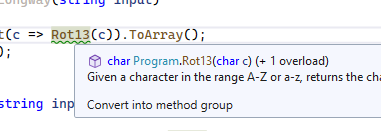 ongway(string input)
t(c => Rot13(c)).ToArray();
);
char Program.Rot13(char c) (+ 1 overload)
Given a character in the range A-Z or a-z, returns the cha
Convert into method group
string inp